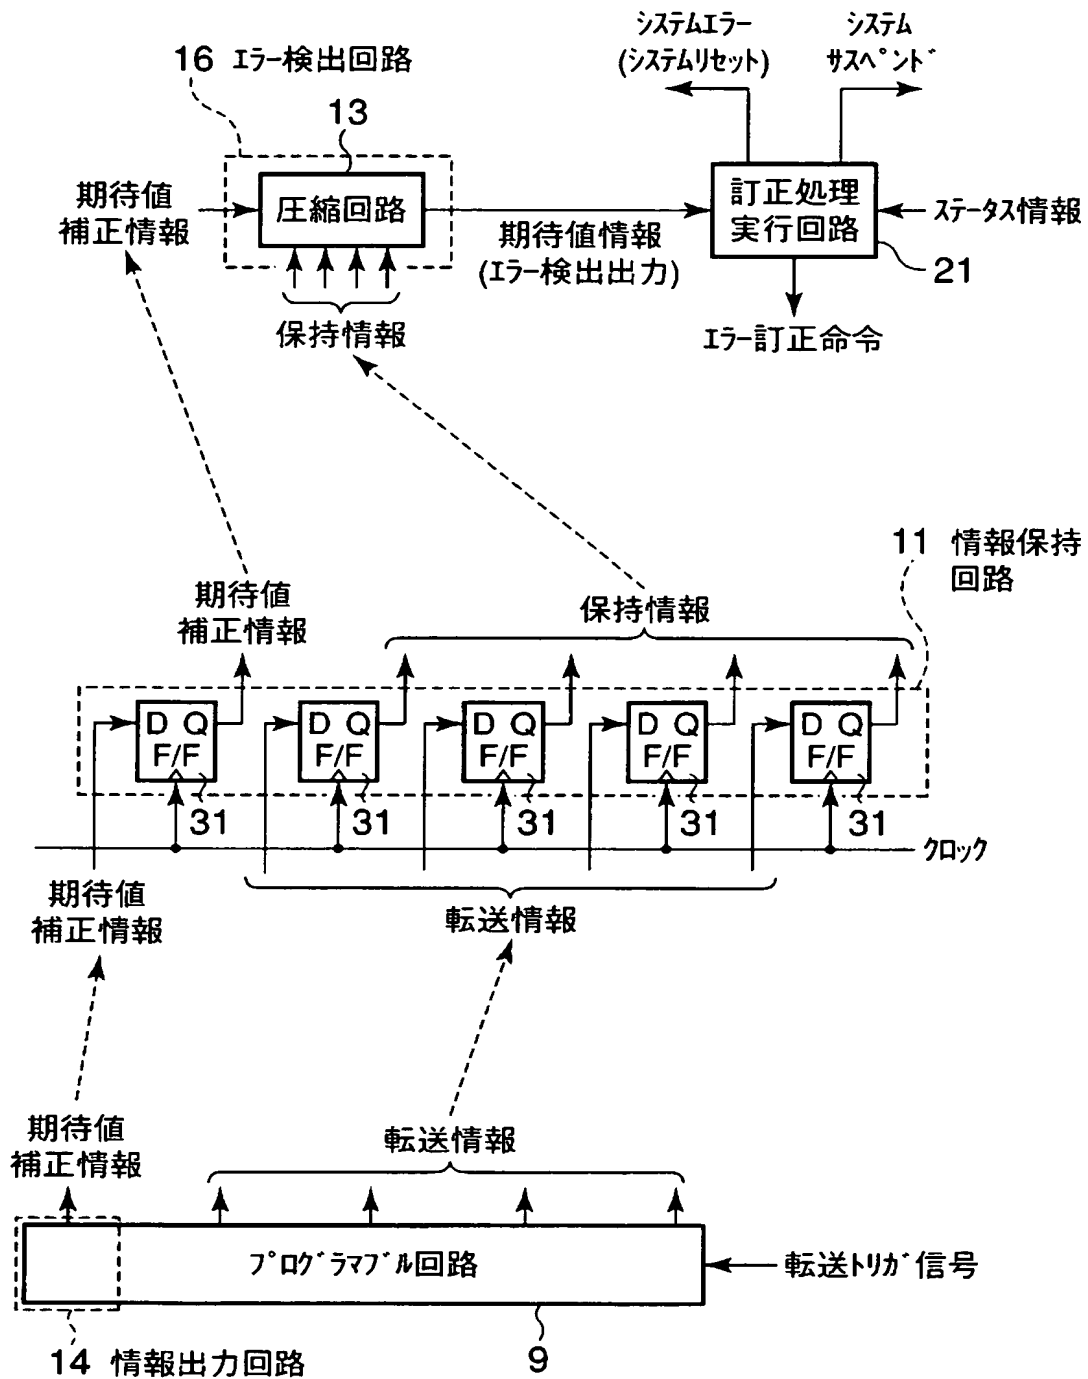 システムエラー
(システムリセット)
システム
サスペンド
16 エラー検出回路
13
期待値
補正情報
圧縮回路
期待値情報
(エラー検出出力)
訂正処理
実行回路
ステータス情報
21
保持情報
エラー訂正命令
11 情報保持
回路
期待値
補正情報
保持情報
D Q
F/F
D Q
F/F
D Q
F/F
D Q
F/F
D Q
F/F
31
31
31
31
31
クロック
期待値
補正情報
転送情報
期待値
補正情報
転送情報
プログラマブル回路
転送トリガ信号
14 情報出力回路
9